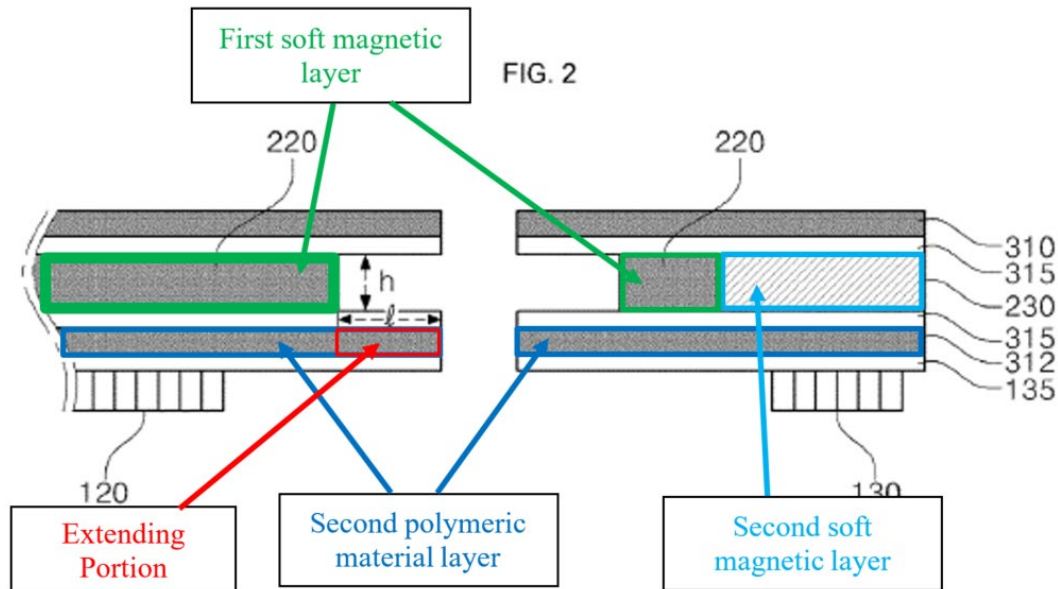 First soft magnetic
layer
FIG. 2
220
220
310
315
h
230
ℓ
315
312
135
120
130
Extending
Portion
Second polymeric
material layer
Second soft
magnetic layer